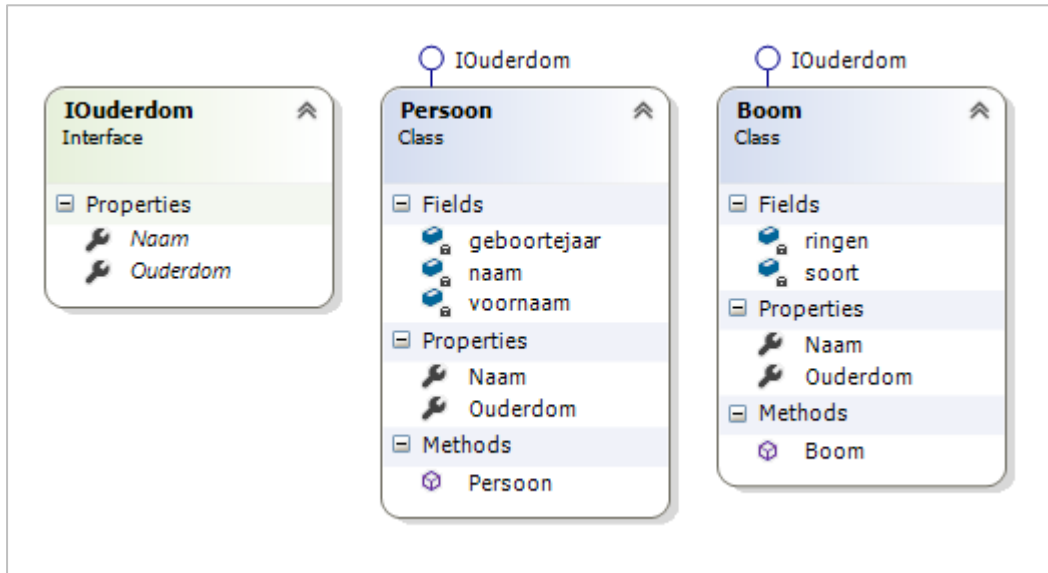 IOuderdom
Interface
Properties
Naam
Ouderdom
IOuderdom
Persoon
Class
Fields
geboortejaar
naam
voornaam
Properties
Naam
Ouderdom
Methods
Persoon
IOuderdom
Boom
Class
Fields
ringen
soort
Properties
Naam
Ouderdom
Methods
Boom